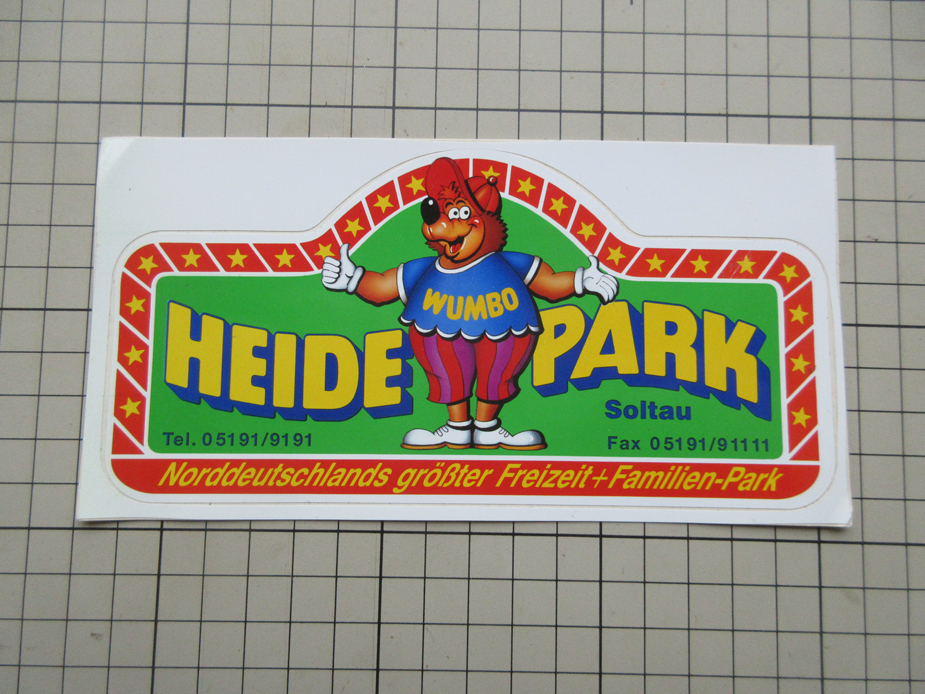 WUMBO
HEIDE PARK
Soltau
Tel. 05191/9191 Fax 05191/91111
Norddeutschlands größter Freizeit+Familien-Park